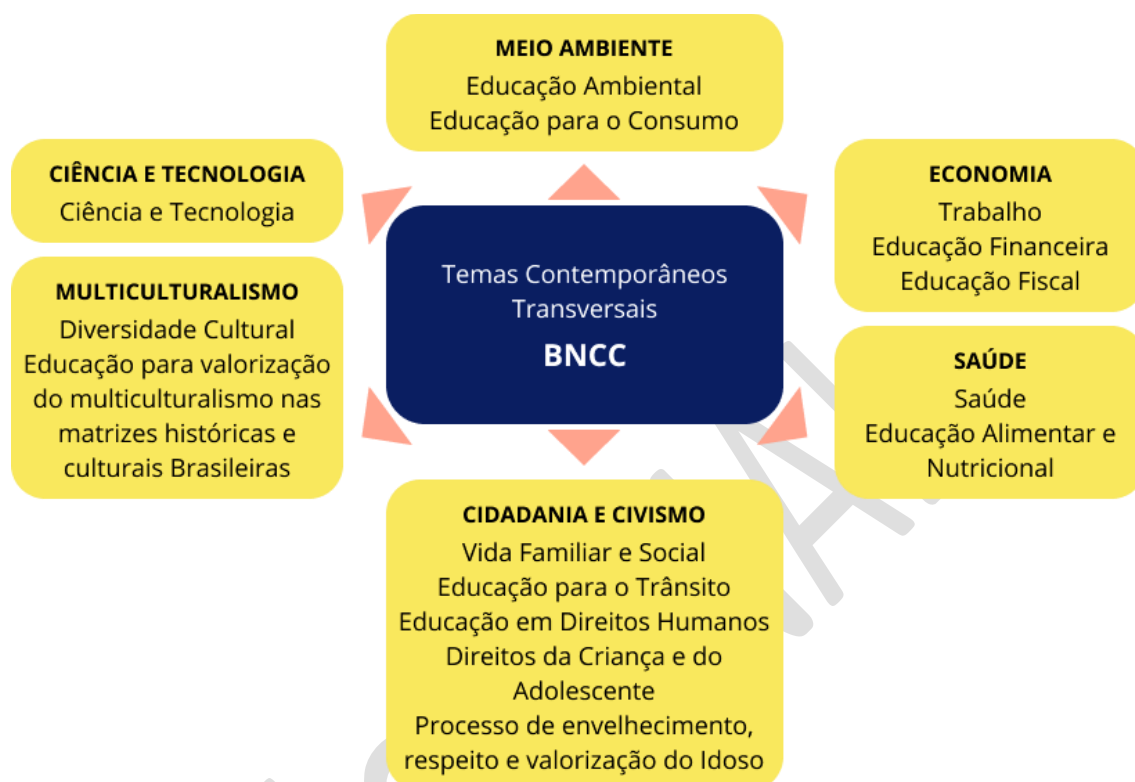 MEIO AMBIENTE
Educação Ambiental
Educação para o Consumo
CIÊNCIA E TECNOLOGIA
Ciência e Tecnologia
MULTICULTURALISMO
Diversidade Cultural
Educação para valorização
do multiculturalismo nas
matrizes históricas e
culturais Brasileiras
Temas Contemporâneos
Transversais
BNCC
ECONOMIA
Trabalho
Educação Financeira
Educação Fiscal
SAÚDE
Saúde
Educação Alimentar e
Nutricional
CIDADANIA E CIVISMO
Vida Familiar e Social
Educação para o Trânsito
Educação em Direitos Humanos
Direitos da Criança e do
Adolescente
Processo de envelhecimento,
respeito e valorização do Idoso